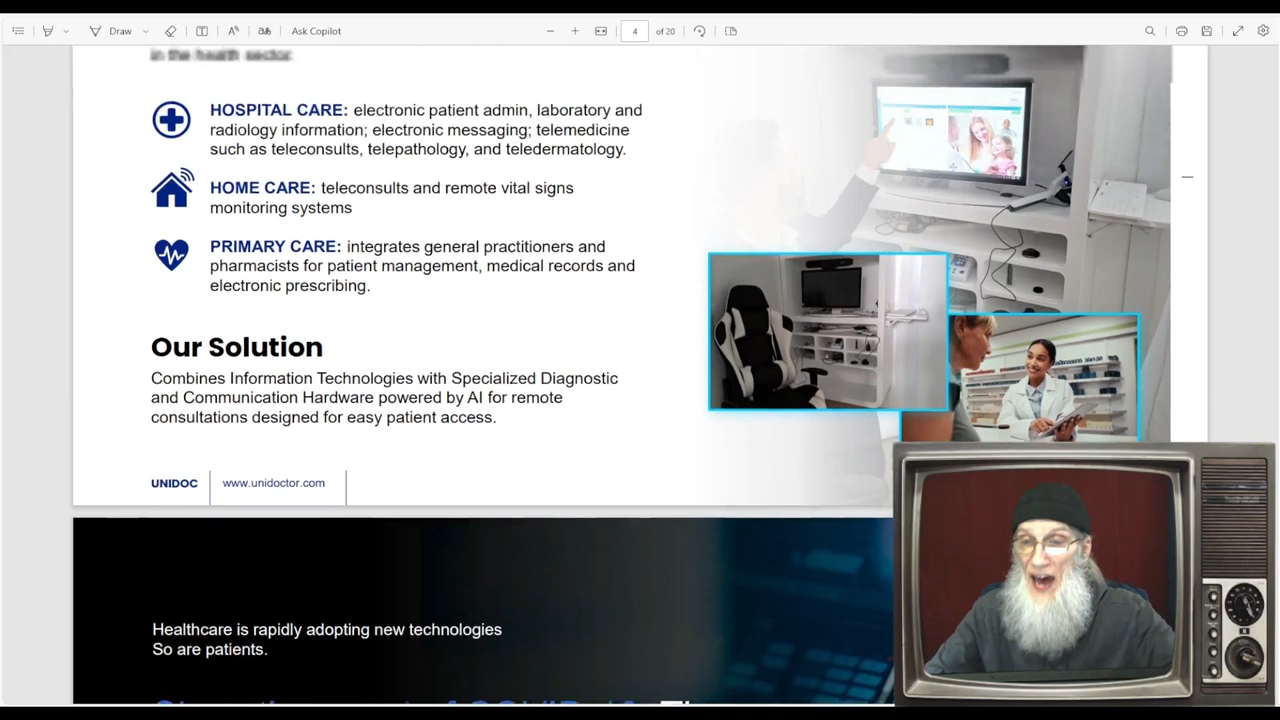 Draw
Ask Copilot
4
of 20
in the health sector.
HOSPITAL CARE: electronic patient admin, laboratory and
radiology information; electronic messaging; telemedicine
such as teleconsults, telepathology, and teledermatology.
HOME CARE: teleconsults and remote vital signs
monitoring systems
PRIMARY CARE: integrates general practitioners and
pharmacists for patient management, medical records and
electronic prescribing.
Our Solution
Combines Information Technologies with Specialized Diagnostic
and Communication Hardware powered by AI for remote
consultations designed for easy patient access.
UNIDOC
www.unidoctor.com
Healthcare is rapidly adopting new technologies
So are patients.